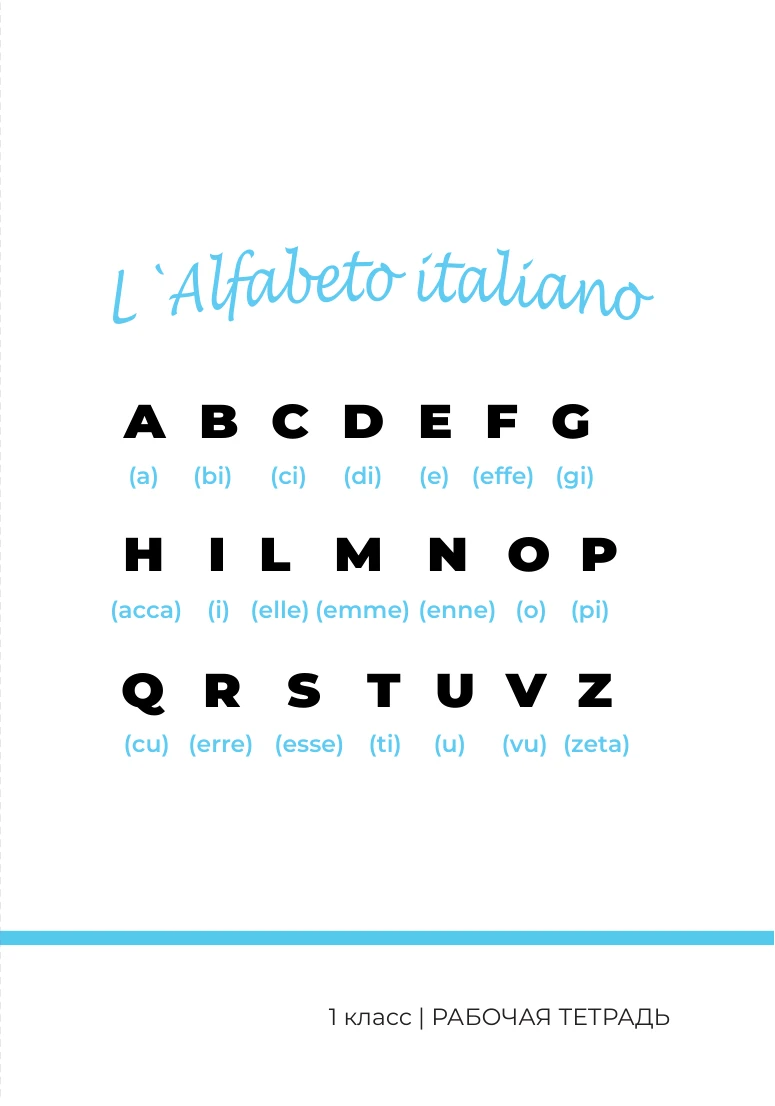 L`Alfabeto italiano
A B C D E F G
(a) (bi) (ci) (di) (e) (effe) (gi)
H I L M N O P
(acca) (i) (elle) (emme) (enne) (o) (pi)
Q R S T U V Z
(cu) (erre) (esse) (ti) (u) (vu) (zeta)
1 класс | РАБОЧАЯ ТЕТРАДЬ